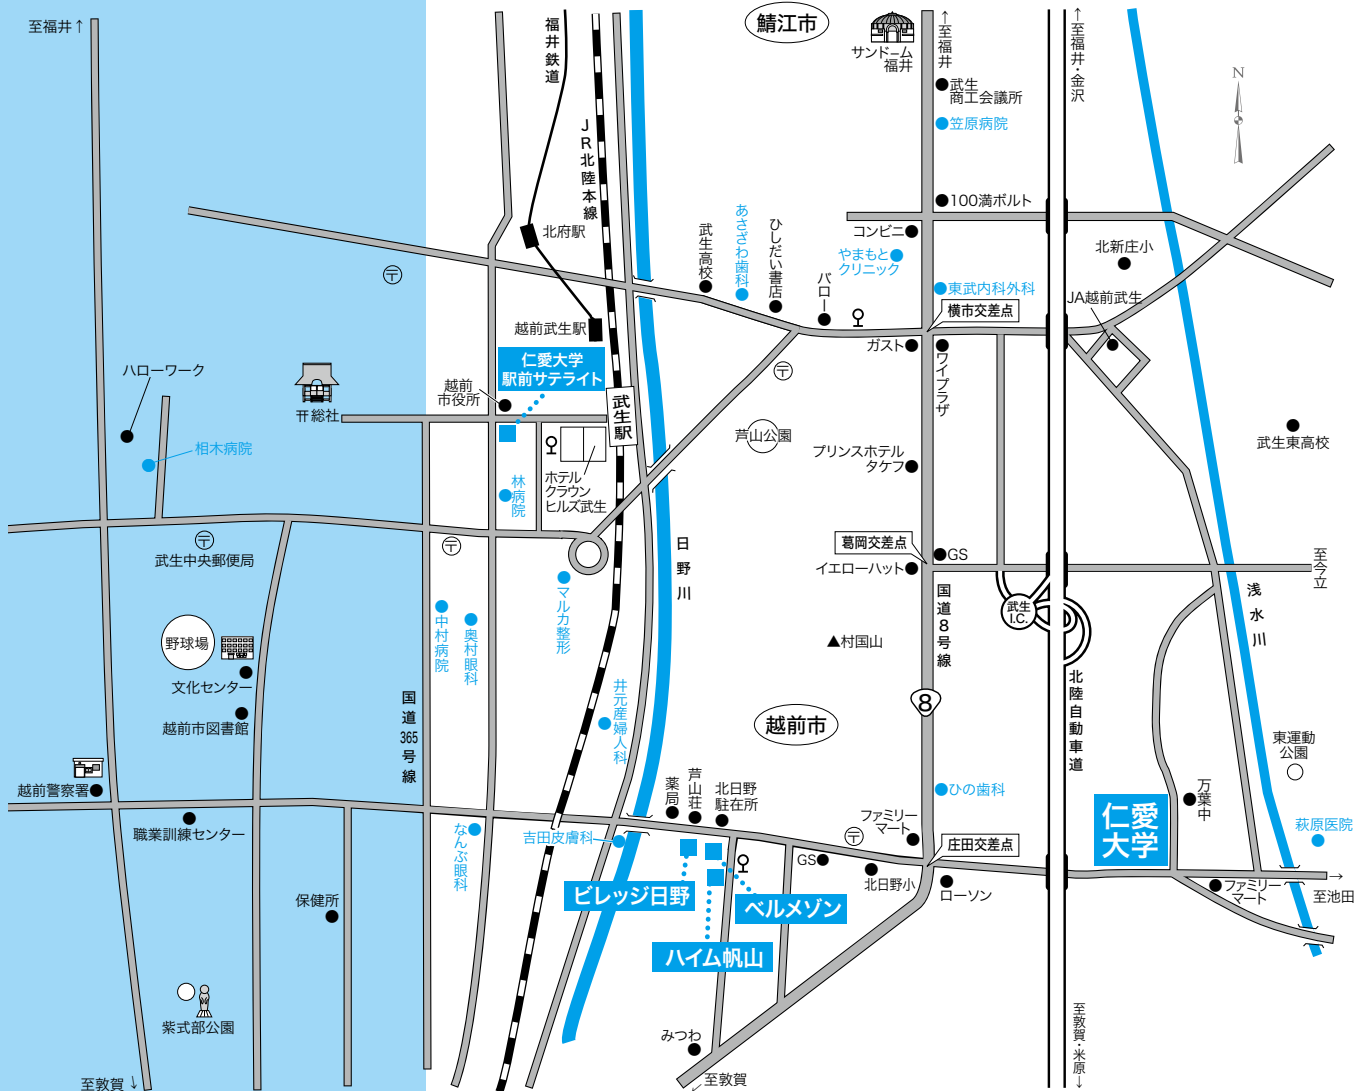 至福井↑
福井鉄道
鯖江市
サンドーム
福井
↑至福井
↑至福井・金沢
N
武生
商工会議所
笠原病院
JR北陸本線
北府駅
100満ボルト
コンビニ
やまもと
クリニック
北新庄小
武生高校
あさざわ歯科
ひしだい書店
バロー
東武内科外科
横市交差点
JA越前武生
越前武生駅
ガスト
ワイプラザ
仁愛大学
駅前サテライト
ハローワーク
〒総社
越前
市役所
武生駅
芦山公園
武生東高校
相木病院
プリンスホテル
タケフ
林病院
ホテル
クラウン
ヒルズ武生
〒
武生中央郵便局
〒
〒
〒
日野川
葛岡交差点
GS
イエローハット
至今立
マルカ整形
中村病院
奥村眼科
国道8号線
武生
I.C.
浅水川
野球場
▲村国山
文化センター
越前市図書館
国道365号線
井元産婦人科
越前市
8
北陸自動車道
東運動
公園
越前警察署
職業訓練センター
薬局
芦山荘
北日野
駐在所
ひの歯科
万葉中
仁愛
大学
萩原医院
なんぶ眼科
吉田皮膚科
〒
ファミリー
マート
庄田交差点
GS
北日野小
ローソン
ファミリー
マート
→
至池田
ビレッジ日野
ベルメゾン
ハイム帆山
保健所
紫式部公園
みつわ
至敦賀↓
↙至敦賀
至敦賀・米原↓